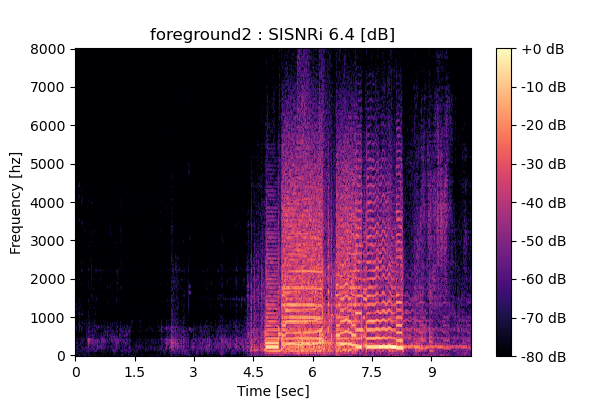 foreground2 : SISNRi 6.4 [dB]
8000
7000
6000
5000
4000
3000
2000
1000
0
Frequency [hz]
0
1.5
3
4.5
6
7.5
9
Time [sec]
+0 dB
-10 dB
-20 dB
-30 dB
-40 dB
-50 dB
-60 dB
-70 dB
-80 dB